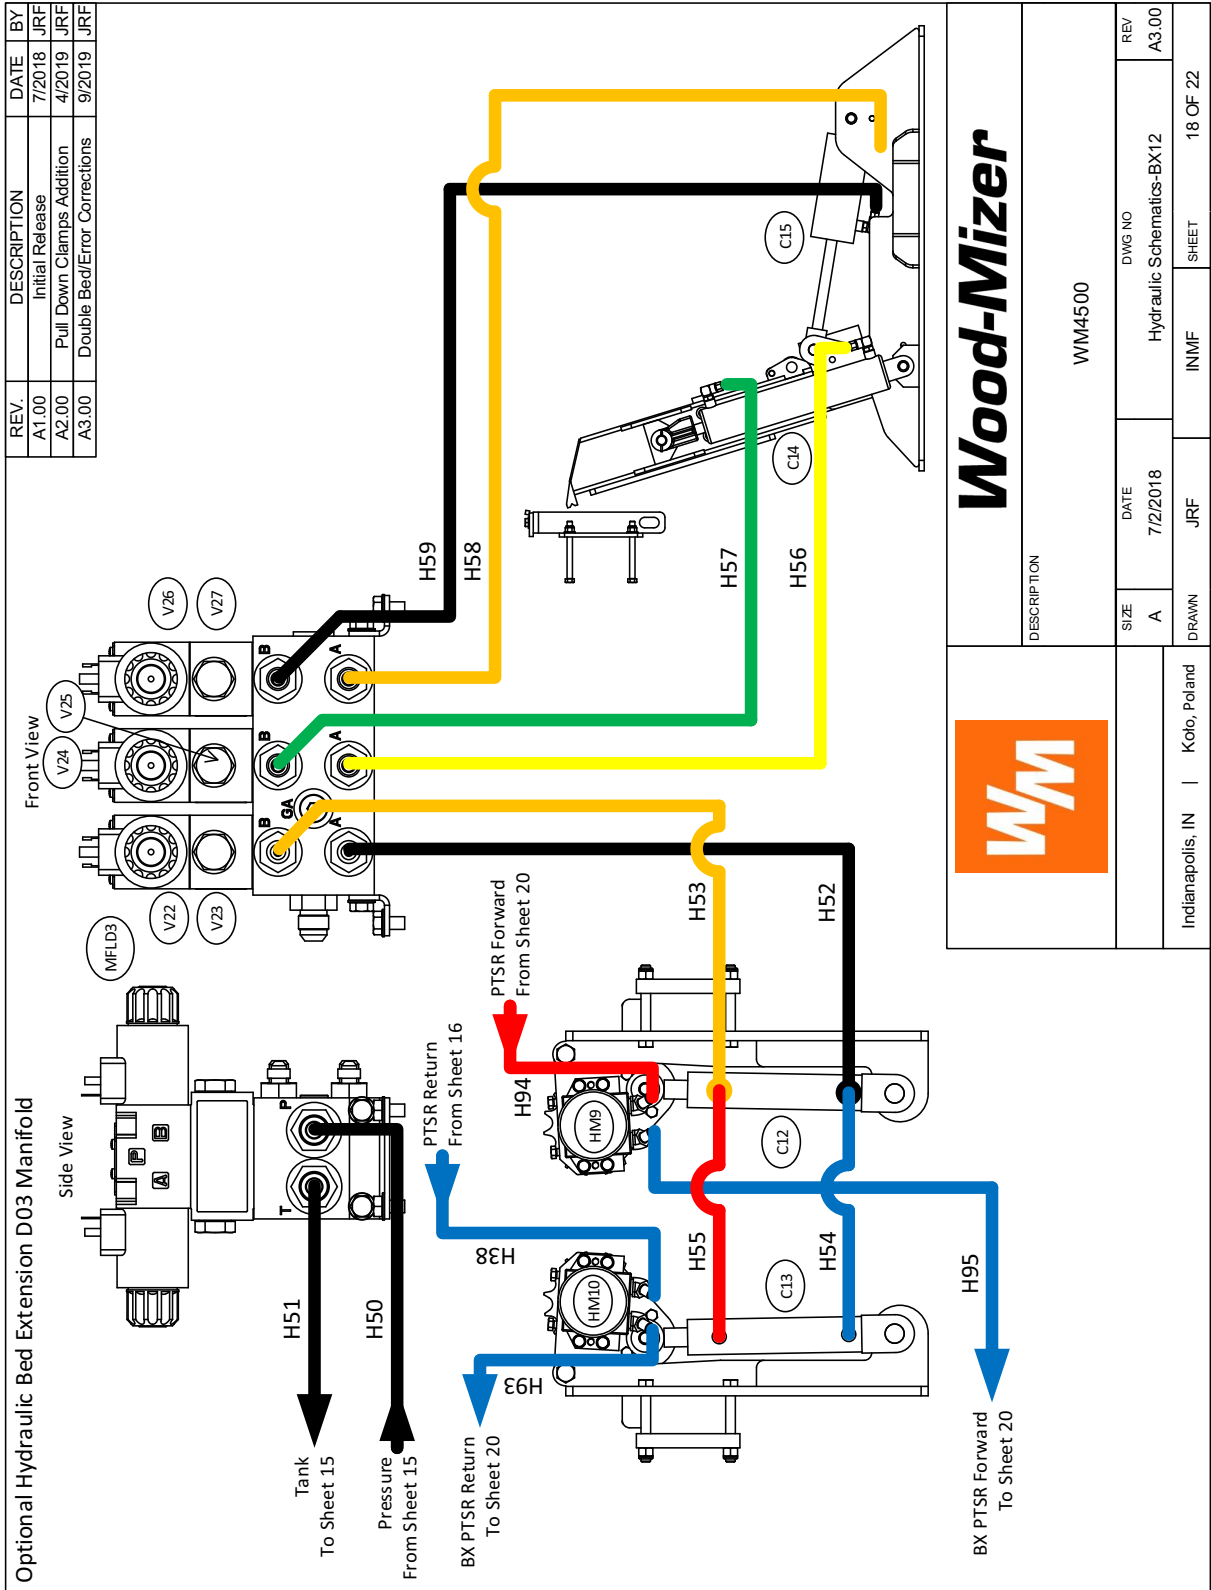 Optional Hydraulic Bed Extension D03 Manifold
REV.
DESCRIPTION
DATE
BY
A1.00
Initial Release
7/2018
JRF
A2.00
Pull Down Clamps Addition
4/2019
JRF
A3.00
Double Bed/Error Corrections
9/2019
JRF
Side View
Front View
MFLD3
V22
V23
V24
V25
V26
V27
A
P
B
T
P
B
A
GA
B
A
B
A
H51
H50
Tank
To Sheet 15
Pressure
From Sheet 15
PTSR Return
From Sheet 16
PTSR Forward
From Sheet 20
H94
H38
H93
BX PTSR Return
To Sheet 20
HM9
HM10
C12
C13
H53
H52
H55
H54
H95
BX PTSR Forward
To Sheet 20
H59
H58
H57
H56
C14
C15
WM
Wood-Mizer
DESCRIPTION
WM4500
SIZE
A
DATE
7/2/2018
DWG NO
Hydraulic Schematics-BX12
REV
A3.00
Indianapolis, IN | Koło, Poland
DRAWN
JRF
INMF
SHEET
18 OF 22